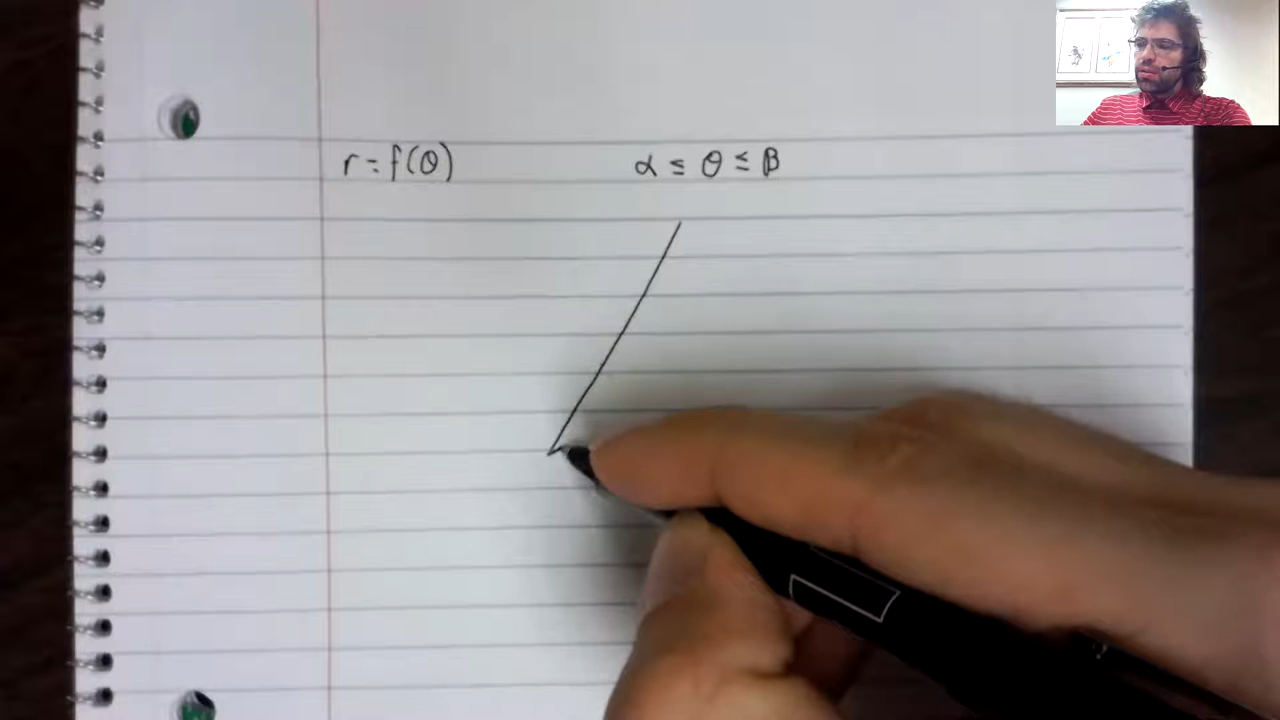 r = f(θ) α ≤ θ ≤ β